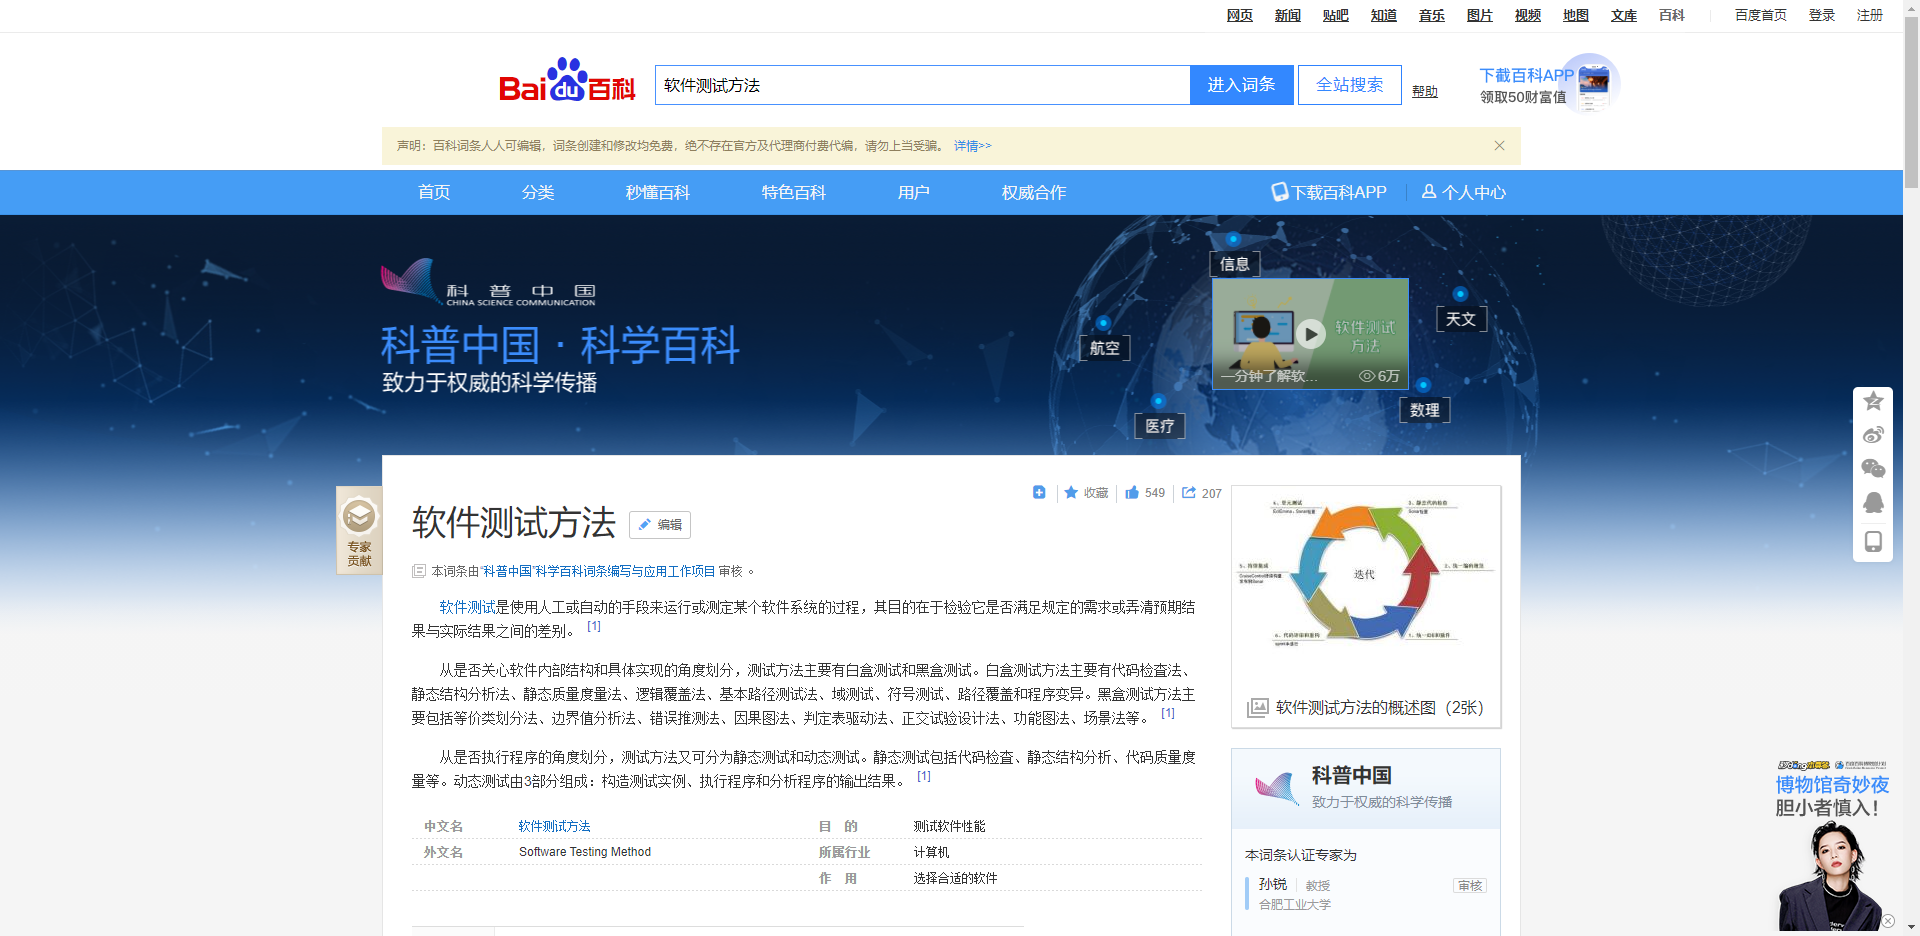 网页 新闻 贴吧 知道 音乐 图片 视频 地图 文库 百科 百度首页 登录 注册
Bai du 百科 软件测试方法 进入词条 全站搜索 帮助
下载百科APP
领取50财富值
声明：百科词条人人可编辑，词条创建和修改均免费，绝不存在官方及代理商付费代编，请勿上当受骗。 详情>>
首页 分类 秒懂百科 特色百科 用户 权威合作 下载百科APP 个人中心
科普中国
CHINA SCIENCE COMMUNICATION
科普中国·科学百科
致力于权威的科学传播
信息
天文
航空
数理
医疗
软件测试
方法
一分钟了解软... 6万
专家
贡献
软件测试方法 编辑
收藏 549 207
本词条由“科普中国”科学百科词条编写与应用工作项目 审核 。
软件测试是使用人工或自动的手段来运行或测定某个软件系统的过程，其目的在于检验它是否满足规定的需求或弄清预期结
果与实际结果之间的差别。 [1]
从是否关心软件内部结构和具体实现的角度划分，测试方法主要有白盒测试和黑盒测试。白盒测试方法主要有代码检查法、
静态结构分析法、静态质量度量法、逻辑覆盖法、基本路径测试法、域测试、符号测试、路径覆盖和程序变异。黑盒测试方法主
要包括等价类划分法、边界值分析法、错误推测法、因果图法、判定表驱动法、正交试验设计法、功能图法、场景法等。 [1]
从是否执行程序的角度划分，测试方法又可分为静态测试和动态测试。静态测试包括代码检查、静态结构分析、代码质量度
量等。动态测试由3部分组成：构造测试实例、执行程序和分析程序的输出结果。 [1]
中文名 软件测试方法 目 的 测试软件性能
外文名 Software Testing Method 所属行业 计算机
作 用 选择合适的软件
迭代
软件测试方法的概述图（2张）
科普中国
致力于权威的科学传播
本词条认证专家为
孙锐 教授 审核
合肥工业大学
博物馆奇妙夜
胆小者慎入！